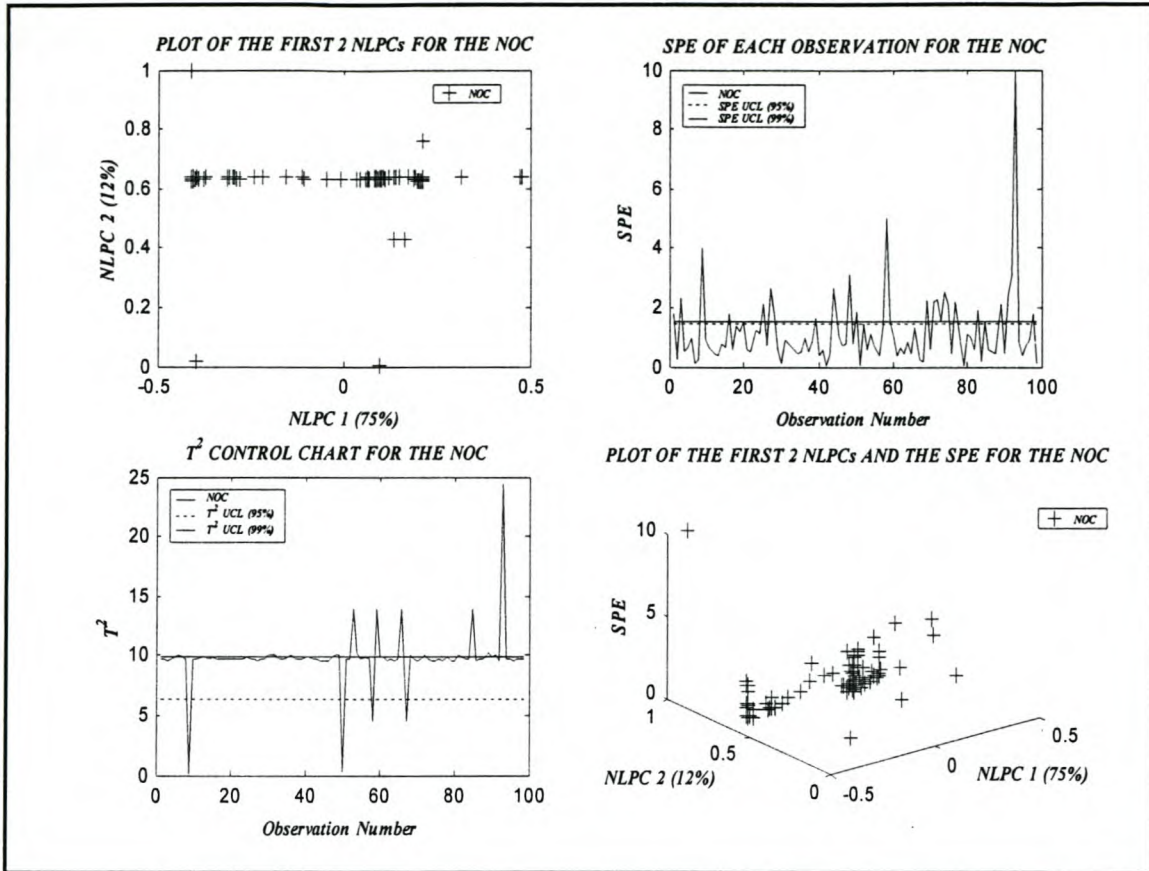 PLOT OF THE FIRST 2 NLPCs FOR THE NOC
1
0.8
0.6
0.4
0.2
0
-0.5
0
0.5
NLPC 2 (12%)
NLPC 1 (75%)
NOC
SPE OF EACH OBSERVATION FOR THE NOC
10
8
6
4
2
0
0
20
40
60
80
100
SPE
Observation Number
NOC
SPE UCL (95%)
SPE UCL (99%)
T² CONTROL CHART FOR THE NOC
25
20
15
10
5
0
0
20
40
60
80
100
T²
Observation Number
NOC
T² UCL (95%)
T² UCL (99%)
PLOT OF THE FIRST 2 NLPCs AND THE SPE FOR THE NOC
NOC
10
5
0
SPE
1
0.5
0
NLPC 2 (12%)
-0.5
0
0.5
NLPC 1 (75%)